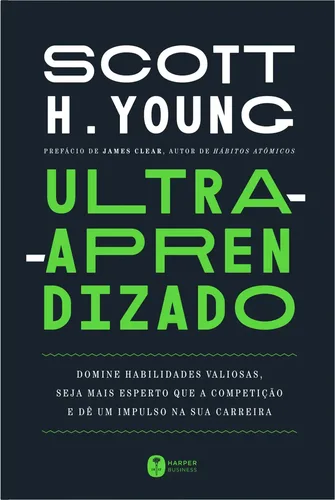 SCOTT
H. YOUNG
PREFÁCIO DE JAMES CLEAR, AUTOR DE HÁBITOS ATÔMICOS
ULTRA-
-APREN
DIZADO
DOMINE HABILIDADES VALIOSAS,
SEJA MAIS ESPERTO QUE A COMPETIÇÃO
E DÊ UM IMPULSO NA SUA CARREIRA
HARPER
BUSINESS